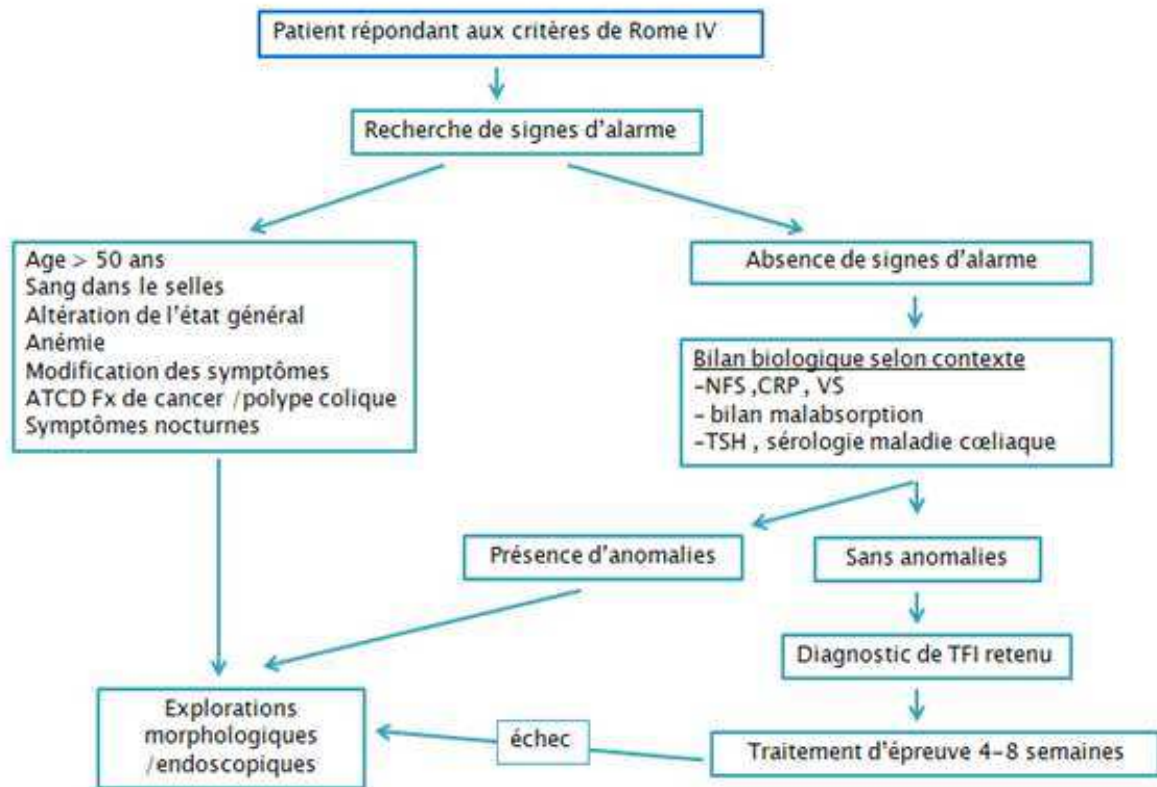 Patient répondant aux critères de Rome IV
Recherche de signes d'alarme
Age > 50 ans
Sang dans le selles
Altération de l'état général
Anémie
Modification des symptômes
ATCD Fx de cancer /polype colique
Symptômes nocturnes
Absence de signes d'alarme
Bilan biologique selon contexte
-NFS ,CRP , VS
- bilan malabsorption
-TSH , sérologie maladie cœliaque
Présence d'anomalies
Sans anomalies
Diagnostic de TFI retenu
Explorations
morphologiques
/endoscopiques
échec
Traitement d'épreuve 4-8 semaines